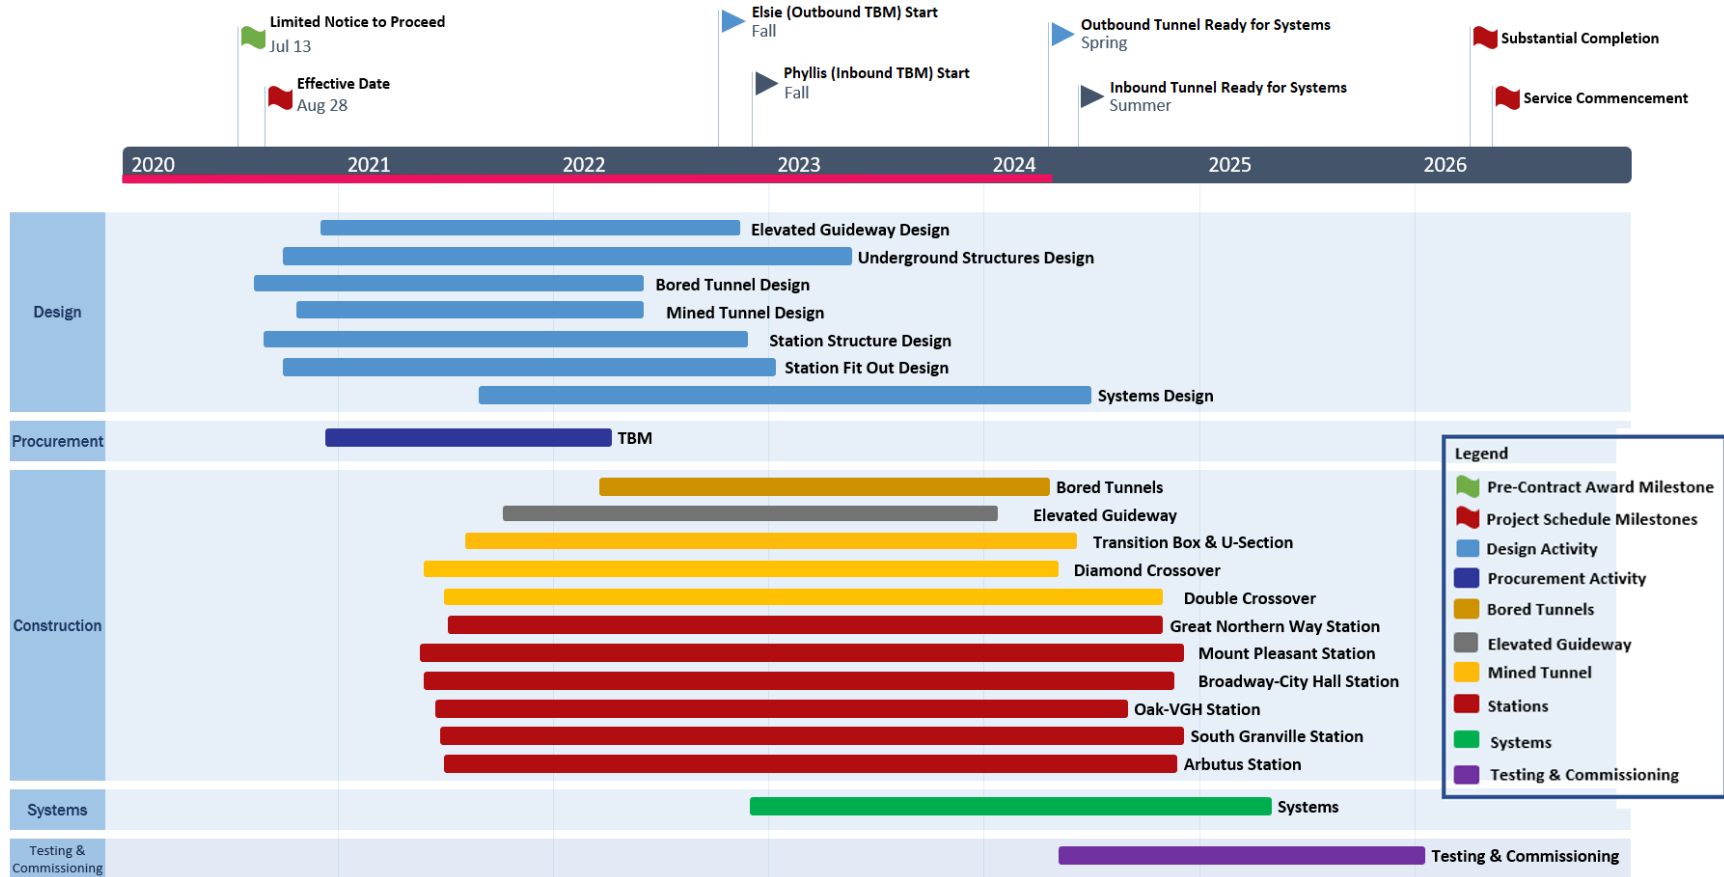 Limited Notice to Proceed
Jul 13
Effective Date
Aug 28
Elsie (Outbound TBM) Start
Fall
Phyllis (Inbound TBM) Start
Fall
Outbound Tunnel Ready for Systems
Spring
Inbound Tunnel Ready for Systems
Summer
Substantial Completion
Service Commencement
2020 2021 2022 2023 2024 2025 2026
Design
Elevated Guideway Design
Underground Structures Design
Bored Tunnel Design
Mined Tunnel Design
Station Structure Design
Station Fit Out Design
Systems Design
Procurement
TBM
Construction
Bored Tunnels
Elevated Guideway
Transition Box & U-Section
Diamond Crossover
Double Crossover
Great Northern Way Station
Mount Pleasant Station
Broadway-City Hall Station
Oak-VGH Station
South Granville Station
Arbutus Station
Systems
Systems
Testing &
Commissioning
Testing & Commissioning
Legend
Pre-Contract Award Milestone
Project Schedule Milestones
Design Activity
Procurement Activity
Bored Tunnels
Elevated Guideway
Mined Tunnel
Stations
Systems
Testing & Commissioning